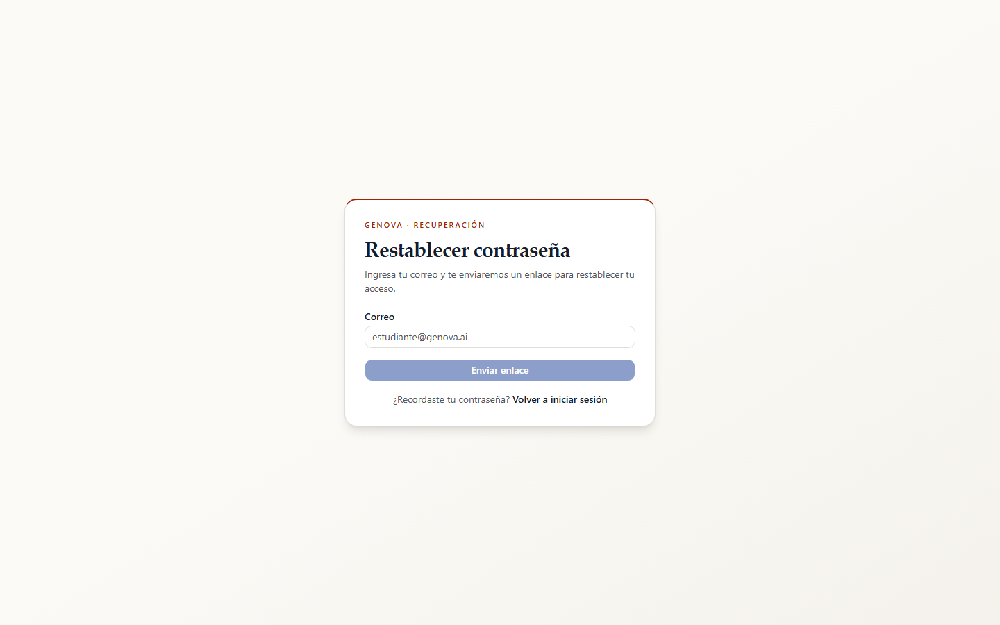 GENOVA · RECUPERACIÓN
Restablecer contraseña
Ingresa tu correo y te enviaremos un enlace para restablecer tu
acceso.
Correo
estudiante@genova.ai
Enviar enlace
¿Recordaste tu contraseña? Volver a iniciar sesión